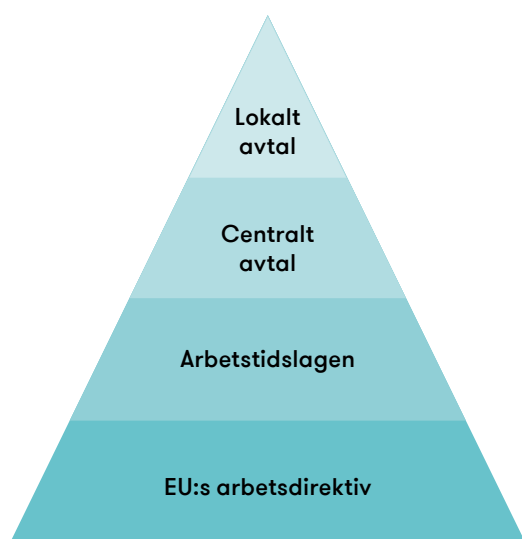 Lokalt
avtal
Centralt
avtal
Arbetstidslagen
EU:s arbetsdirektiv